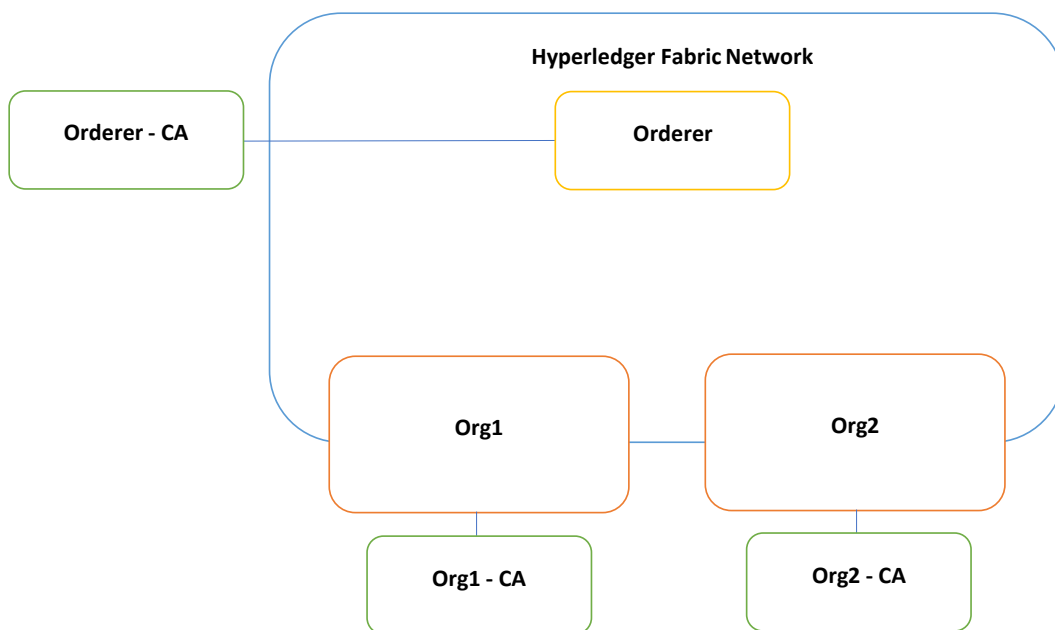 Hyperledger Fabric Network
Orderer - CA
Orderer
Org1
Org2
Org1 - CA
Org2 - CA